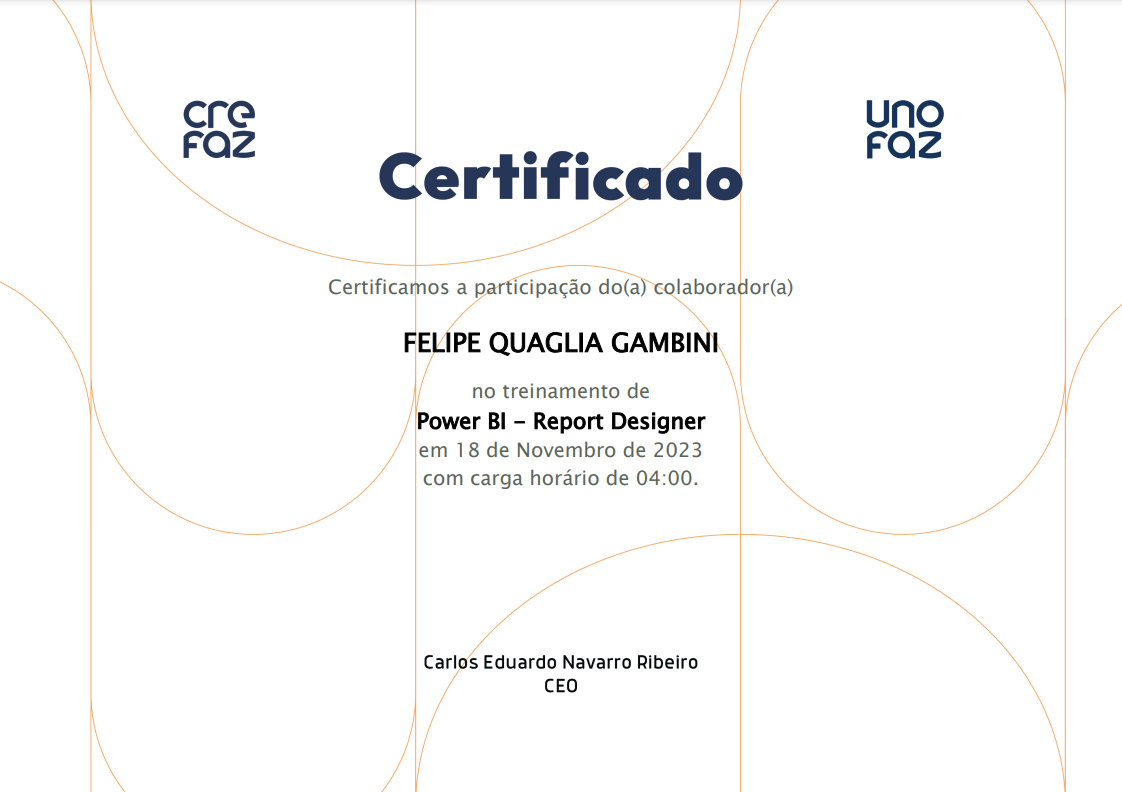 cre
faz
uno
faz
Certificado
Certificamos a participação do(a) colaborador(a)
FELIPE QUAGLIA GAMBINI
no treinamento de
Power BI – Report Designer
em 18 de Novembro de 2023
com carga horário de 04:00.
Carlos Eduardo Navarro Ribeiro
CEO